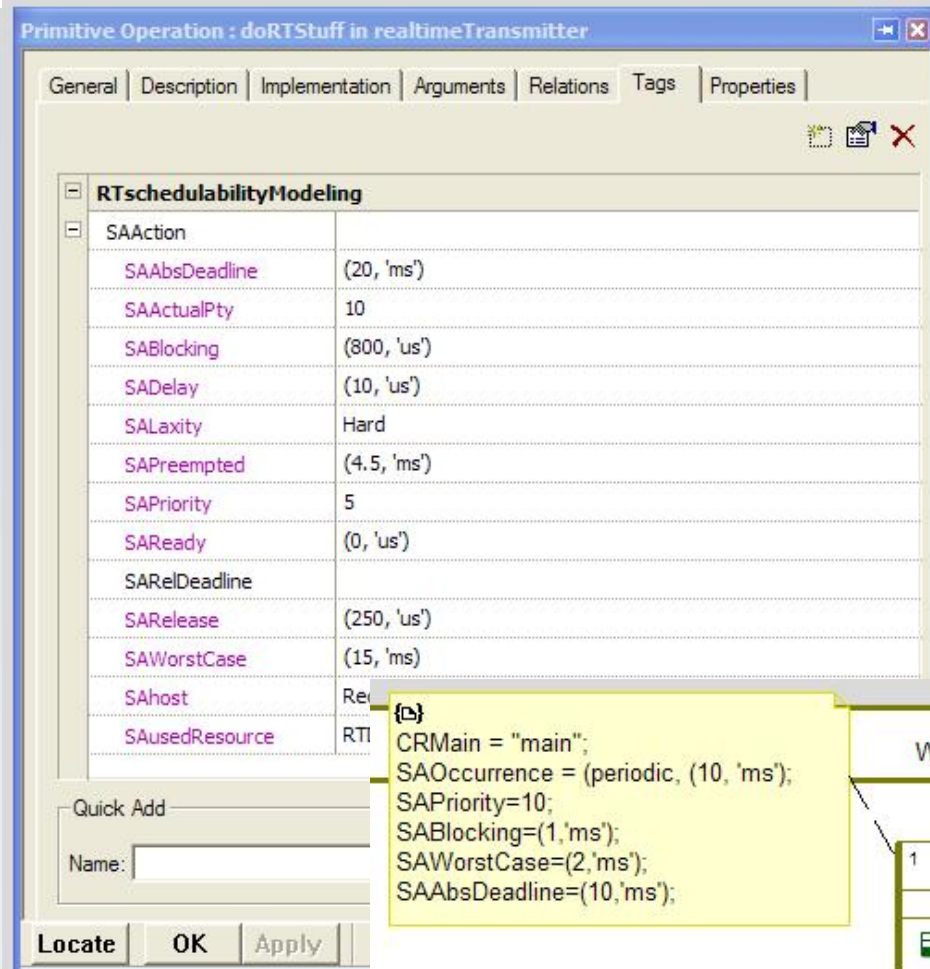 Primitive Operation : doRTStuff in realtimeTransmitter
General Description Implementation Arguments Relations Tags Properties
RTschedulabilityModeling
SAAction
SAAbsDeadline (20, 'ms')
SAActualPty 10
SABlocking (800, 'us')
SADelay (10, 'us')
SALaxity Hard
SAPreempted (4.5, 'ms')
SAPriority 5
SAReady (0, 'us')
SARelDeadline
SARelease (250, 'us')
SAWorstCase (15, 'ms)
SAhost
SAusedResource
Quick Add
Name:
Locate OK Apply
CRMain = "main";
SAOccurrence = (periodic, (10, 'ms');
SAPriority=10;
SABlocking=(1,'ms');
SAWorstCase=(2,'ms');
SAAbsDeadline=(10,'ms');
1